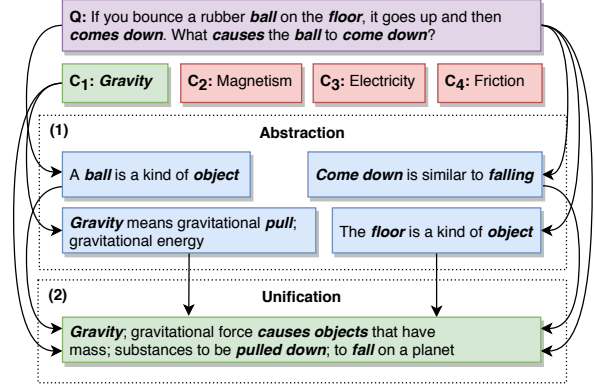 Q: If you bounce a rubber ball on the floor, it goes up and then
comes down. What causes the ball to come down?
C1: Gravity
C2: Magnetism
C3: Electricity
C4: Friction
(1)
Abstraction
A ball is a kind of object
Come down is similar to falling
Gravity means gravitational pull;
gravitational energy
The floor is a kind of object
(2)
Unification
Gravity; gravitational force causes objects that have
mass; substances to be pulled down; to fall on a planet